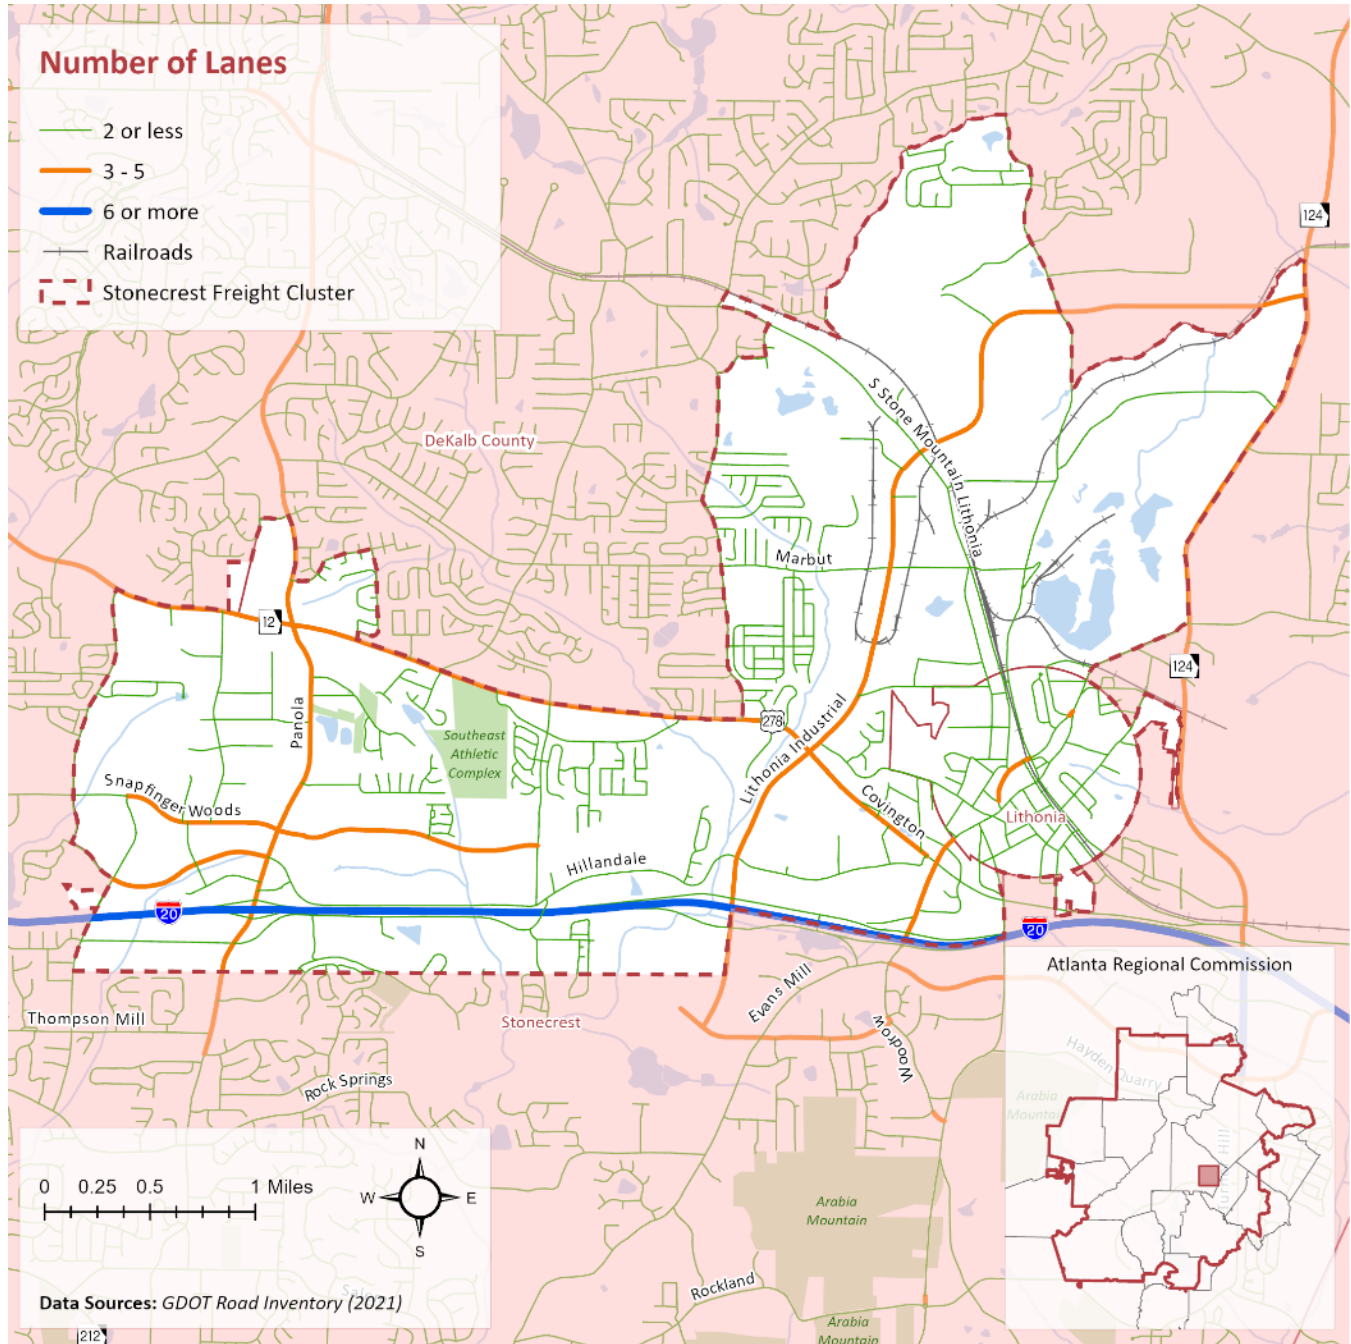 Number of Lanes
2 or less
3 - 5
6 or more
Railroads
Stonecrest Freight Cluster
124
S Stone Mountain Lithonia
DeKalb County
Marbut
12
124
Panola
278
Lithonia Industrial
Southeast
Athletic
Complex
Snapfinger Woods
Covington
Lithonia
Hillandale
20
20
Evans Mill
Thompson Mill
Stonecrest
Woodrow
Rock Springs
Atlanta Regional Commission
Hayden Quarry
Arabia
Mountain
Hill
N
W E
S
0 0.25 0.5 1 Miles
Arabia
Mountain
Rockland
Data Sources: GDOT Road Inventory (2021)
212
Arabia
Mountain